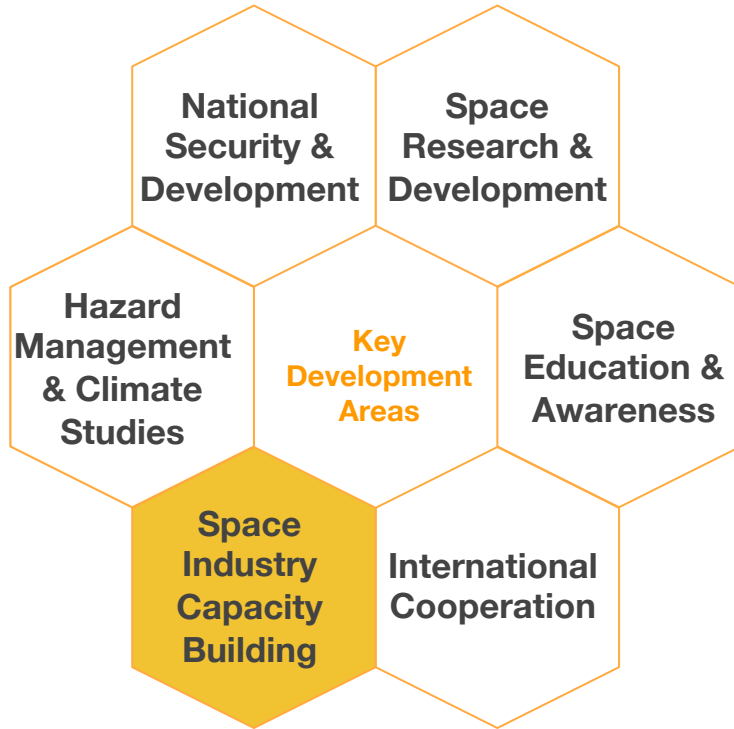 National
Security &
Development
Space
Research &
Development
Hazard
Management
& Climate
Studies
Key
Development
Areas
Space
Education &
Awareness
Space
Industry
Capacity
Building
International
Cooperation